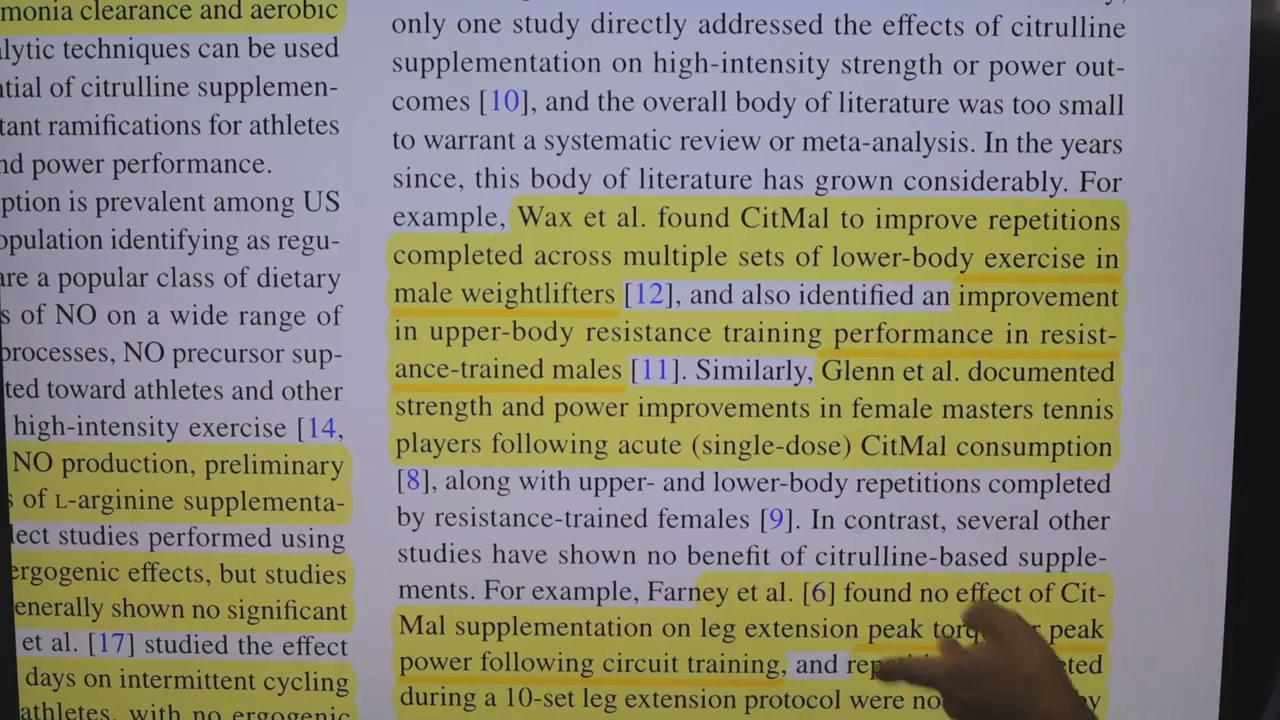 monia clearance and aerobic
lytic techniques can be used
tial of citrulline supplemen-
tant ramifications for athletes
nd power performance.
ption is prevalent among US
opulation identifying as regu-
are a popular class of dietary
s of NO on a wide range of
processes, NO precursor sup-
ted toward athletes and other
high-intensity exercise [14,
NO production, preliminary
s of L-arginine supplementa-
lect studies performed using
ergogenic effects, but studies
enerally shown no significant
et al. [17] studied the effect
days on intermittent cycling
athletes, with no ergogenic
only one study directly addressed the effects of citrulline
supplementation on high-intensity strength or power out-
comes [10], and the overall body of literature was too small
to warrant a systematic review or meta-analysis. In the years
since, this body of literature has grown considerably. For
example, Wax et al. found CitMal to improve repetitions
completed across multiple sets of lower-body exercise in
male weightlifters [12], and also identified an improvement
in upper-body resistance training performance in resist-
ance-trained males [11]. Similarly, Glenn et al. documented
strength and power improvements in female masters tennis
players following acute (single-dose) CitMal consumption
[8], along with upper- and lower-body repetitions completed
by resistance-trained females [9]. In contrast, several other
studies have shown no benefit of citrulline-based supple-
ments. For example, Farney et al. [6] found no effect of Cit-
Mal supplementation on leg extension peak peak
power following circuit training, and
during a 10-set leg extension protocol were